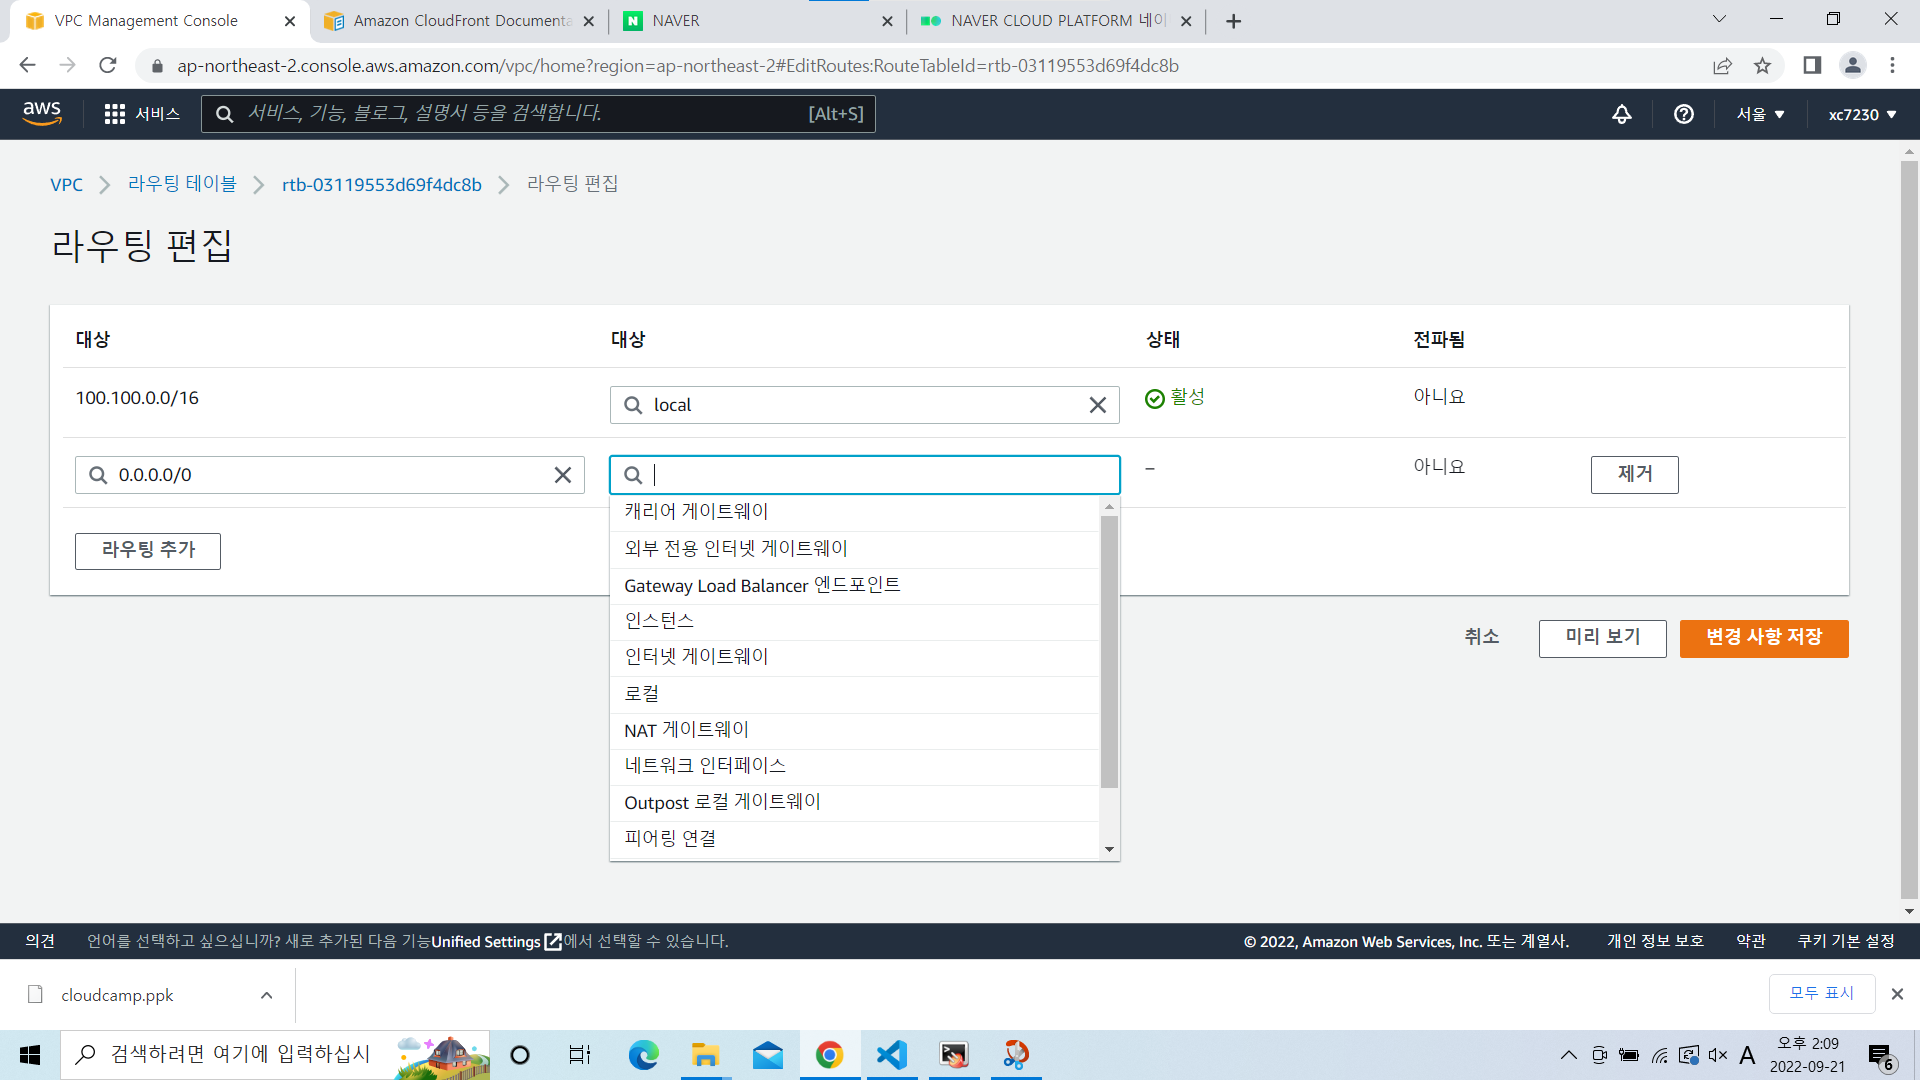 VPC Management Console
Amazon CloudFront Documenta
NAVER
NAVER CLOUD PLATFORM 네이
ap-northeast-2.console.aws.amazon.com/vpc/home?region=ap-northeast-2#EditRoutes:RouteTableId=rtb-03119553d69f4dc8b
aws
서비스
서비스, 기능, 블로그, 설명서 등을 검색합니다.
[Alt+S]
서울
xc7230
VPC
라우팅 테이블
rtb-03119553d69f4dc8b
라우팅 편집
라우팅 편집
대상
대상
상태
전파됨
100.100.0.0/16
local
활성
아니요
0.0.0.0/0
–
아니요
제거
캐리어 게이트웨이
외부 전용 인터넷 게이트웨이
Gateway Load Balancer 엔드포인트
인스턴스
인터넷 게이트웨이
로컬
NAT 게이트웨이
네트워크 인터페이스
Outpost 로컬 게이트웨이
피어링 연결
라우팅 추가
취소
미리 보기
변경 사항 저장
의견
언어를 선택하고 싶으십니까? 새로 추가된 다음 기능Unified Settings에서 선택할 수 있습니다.
© 2022, Amazon Web Services, Inc. 또는 계열사.
개인 정보 보호
약관
쿠키 기본 설정
cloudcamp.ppk
모두 표시
검색하려면 여기에 입력하십시
A
오후 2:09
2022-09-21
6